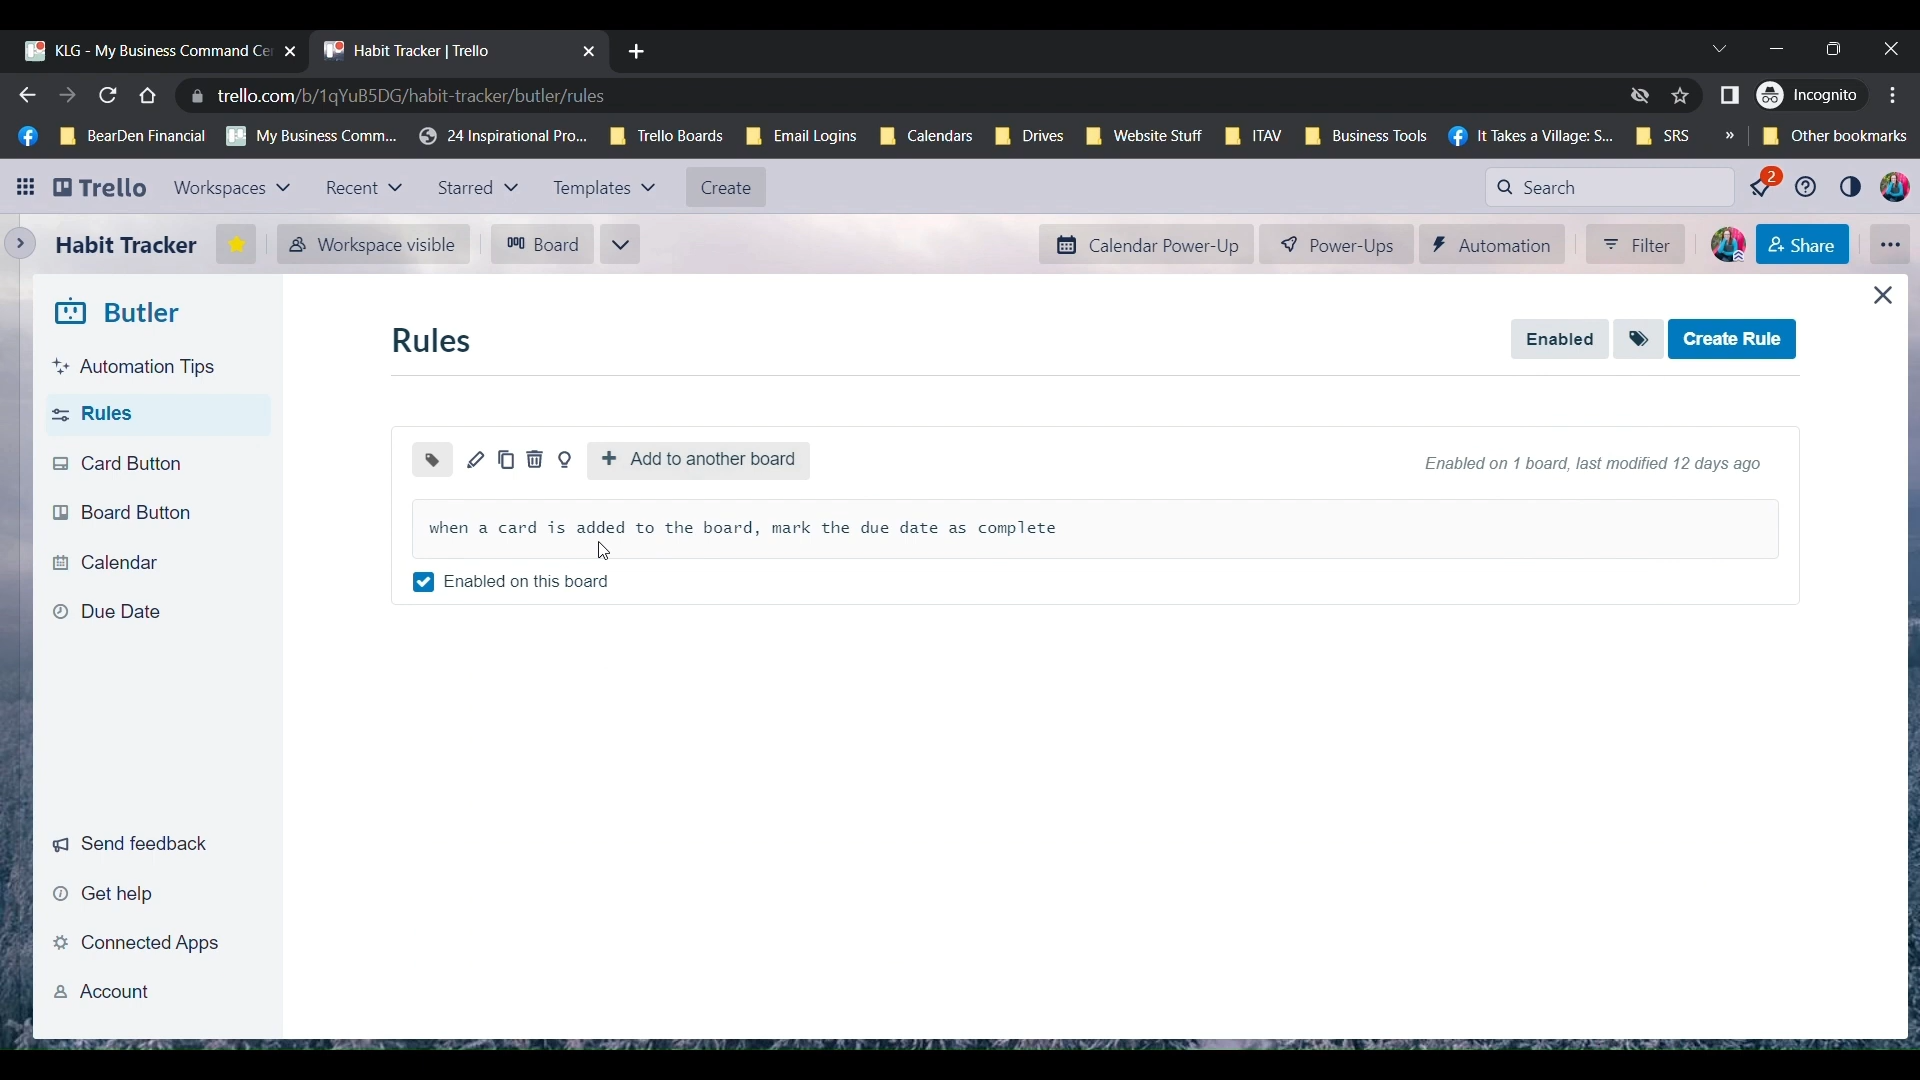 KLG - My Business Command Ce
Habit Tracker | Trello
trello.com/b/1qYuB5DG/habit-tracker/butler/rules
Incognito
BearDen Financial
My Business Comm...
24 Inspirational Pro...
Trello Boards
Email Logins
Calendars
Drives
Website Stuff
ITAV
Business Tools
It Takes a Village: S...
SRS
»
Other bookmarks
Trello
Workspaces
Recent
Starred
Templates
Create
Search
2
Habit Tracker
Workspace visible
Board
Calendar Power-Up
Power-Ups
Automation
Filter
Share
Butler
Automation Tips
Rules
Card Button
Board Button
Calendar
Due Date
Send feedback
Get help
Connected Apps
Account
Rules
Enabled
Create Rule
+ Add to another board
Enabled on 1 board, last modified 12 days ago
when a card is added to the board, mark the due date as complete
Enabled on this board